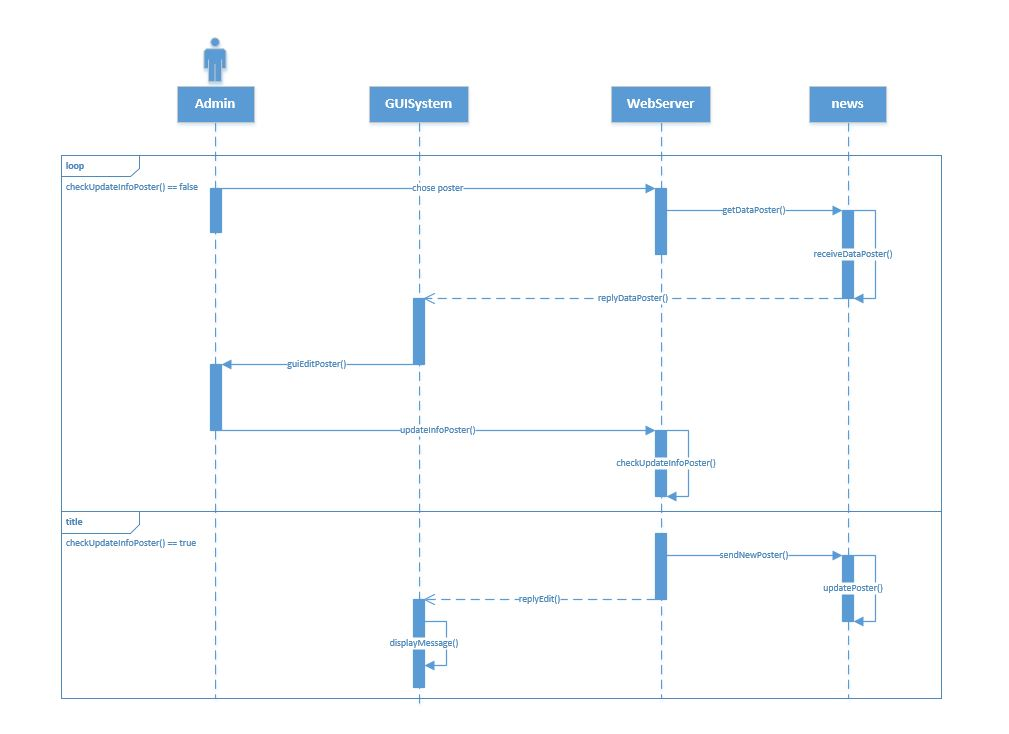 Admin
GUISystem
WebServer
news
loop
checkUpdateInfoPoster() == false
chose poster
getDataPoster()
receiveDataPoster()
replyDataPoster()
guiEditPoster()
updateInfoPoster()
checkUpdateInfoPoster()
title
checkUpdateInfoPoster() == true
sendNewPoster()
updatePoster()
replyEdit()
displayMessage()